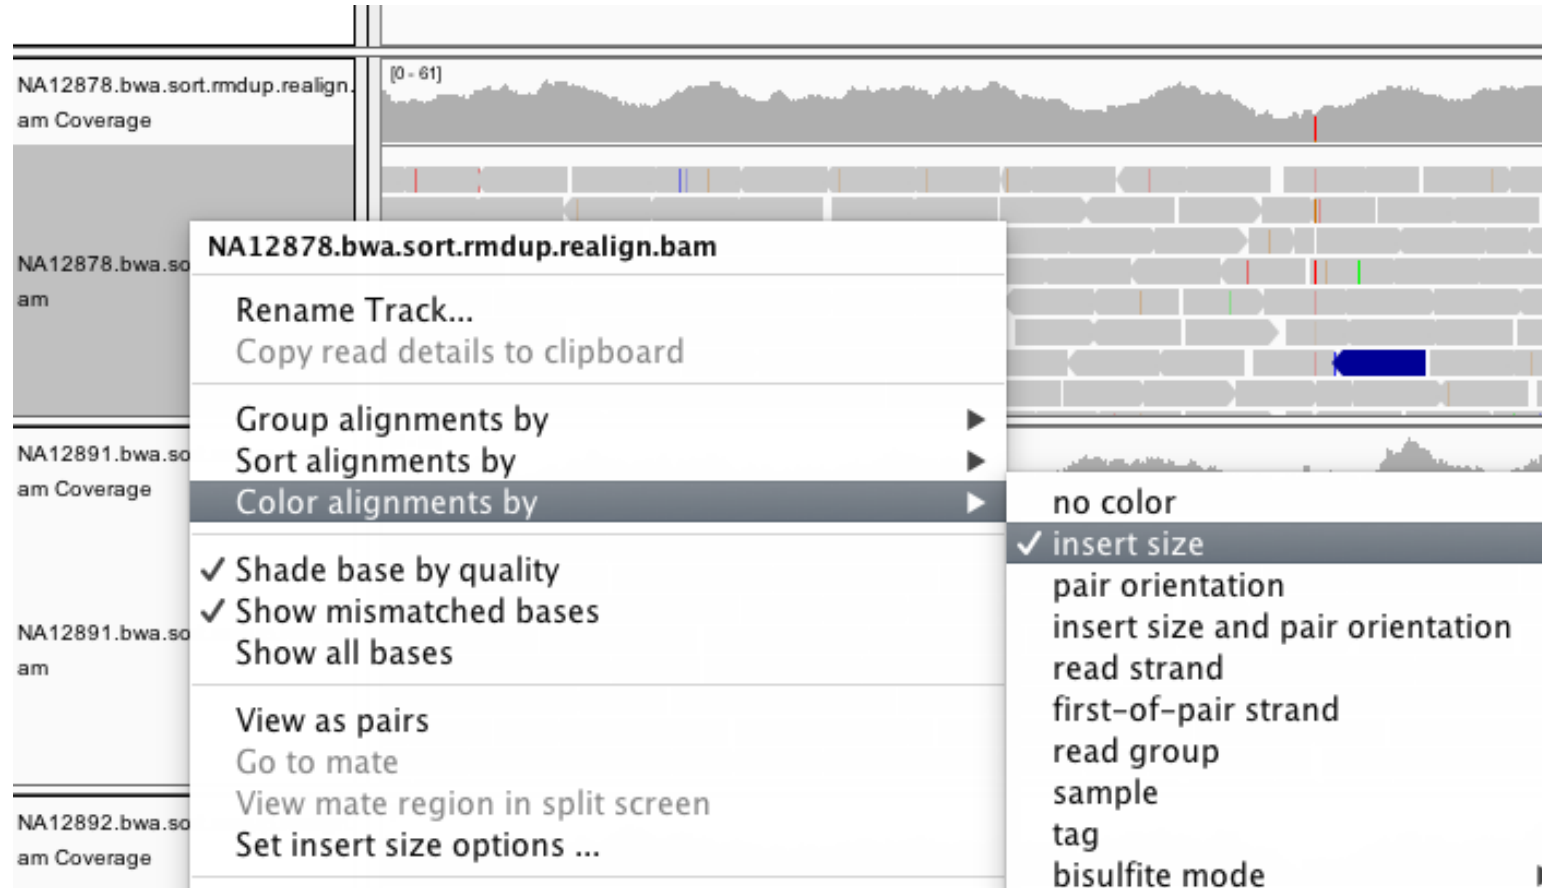 [0 - 61]
NA12878.bwa.sort.rmdup.realign.
am Coverage
NA12878.bwa.so
am
NA12878.bwa.sort.rmdup.realign.bam
Rename Track...
Copy read details to clipboard
Group alignments by
Sort alignments by
Color alignments by
Shade base by quality
Show mismatched bases
Show all bases
View as pairs
Go to mate
View mate region in split screen
Set insert size options ...
no color
insert size
pair orientation
insert size and pair orientation
read strand
first-of-pair strand
read group
sample
tag
bisulfite mode
NA12891.bwa.so
am Coverage
NA12891.bwa.so
am
NA12892.bwa.so
am Coverage